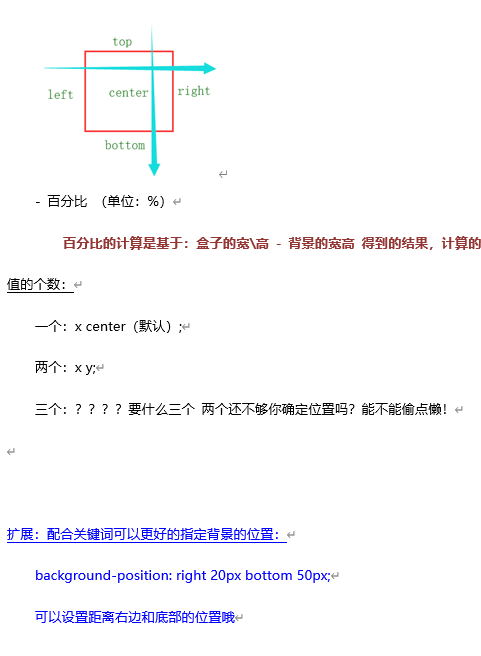 top
left center right
bottom
- 百分比 （单位：%）
百分比的计算是基于：盒子的宽\高 - 背景的宽高 得到的结果，计算的
值的个数：
一个：x center（默认）;
两个：x y;
三个：？？？？要什么三个 两个还不够你确定位置吗？能不能偷点懒！
扩展：配合关键词可以更好的指定背景的位置：
background-position: right 20px bottom 50px;
可以设置距离右边和底部的位置哦